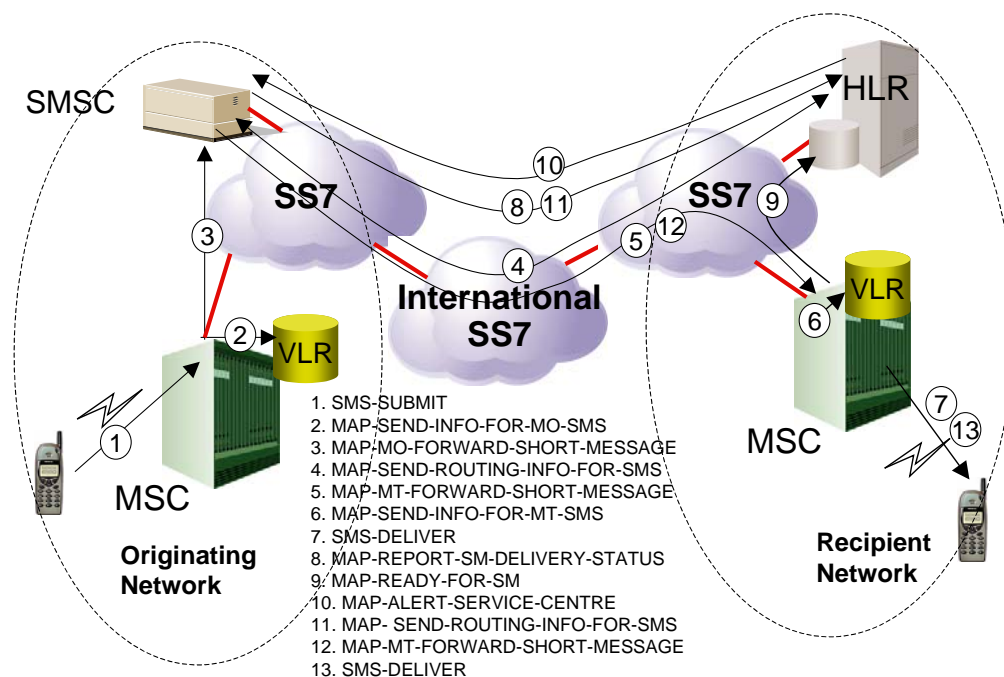 SMSC
HLR
SS7
SS7
10
8
11
9
3
5
12
4
International
SS7
VLR
6
2
VLR
1
MSC
MSC
7
13
1. SMS-SUBMIT
2. MAP-SEND-INFO-FOR-MO-SMS
3. MAP-MO-FORWARD-SHORT-MESSAGE
4. MAP-SEND-ROUTING-INFO-FOR-SMS
5. MAP-MT-FORWARD-SHORT-MESSAGE
6. MAP-SEND-INFO-FOR-MT-SMS
7. SMS-DELIVER
8. MAP-REPORT-SM-DELIVERY-STATUS
9. MAP-READY-FOR-SM
10. MAP-ALERT-SERVICE-CENTRE
11. MAP- SEND-ROUTING-INFO-FOR-SMS
12. MAP-MT-FORWARD-SHORT-MESSAGE
13. SMS-DELIVER
Originating
Network
Recipient
Network